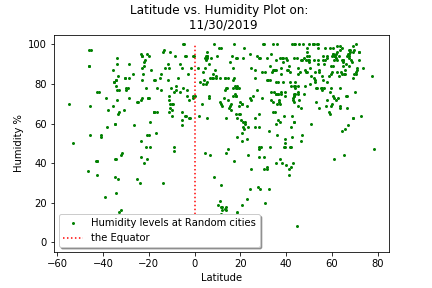 Latitude vs. Humidity Plot on:
11/30/2019
Humidity %
100
80
60
40
20
0
Humidity levels at Random cities
the Equator
−60 −40 −20 0 20 40 60 80
Latitude